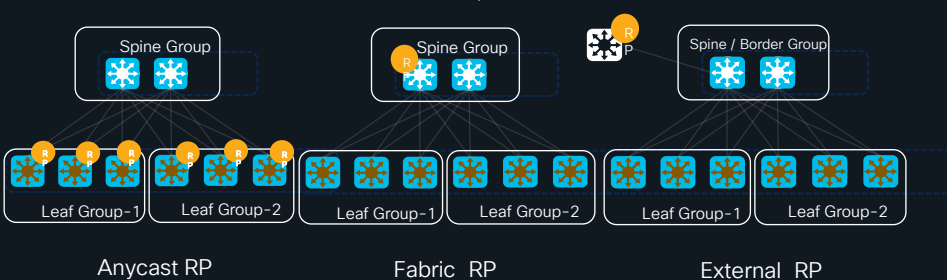 Spine Group
Spine Group
R
P
R
P
Spine / Border Group
R
P
R
P
R
P
R
P
R
P
R
P
Leaf Group-1
Leaf Group-2
Leaf Group-1
Leaf Group-2
Leaf Group-1
Leaf Group-2
Anycast RP
Fabric RP
External RP